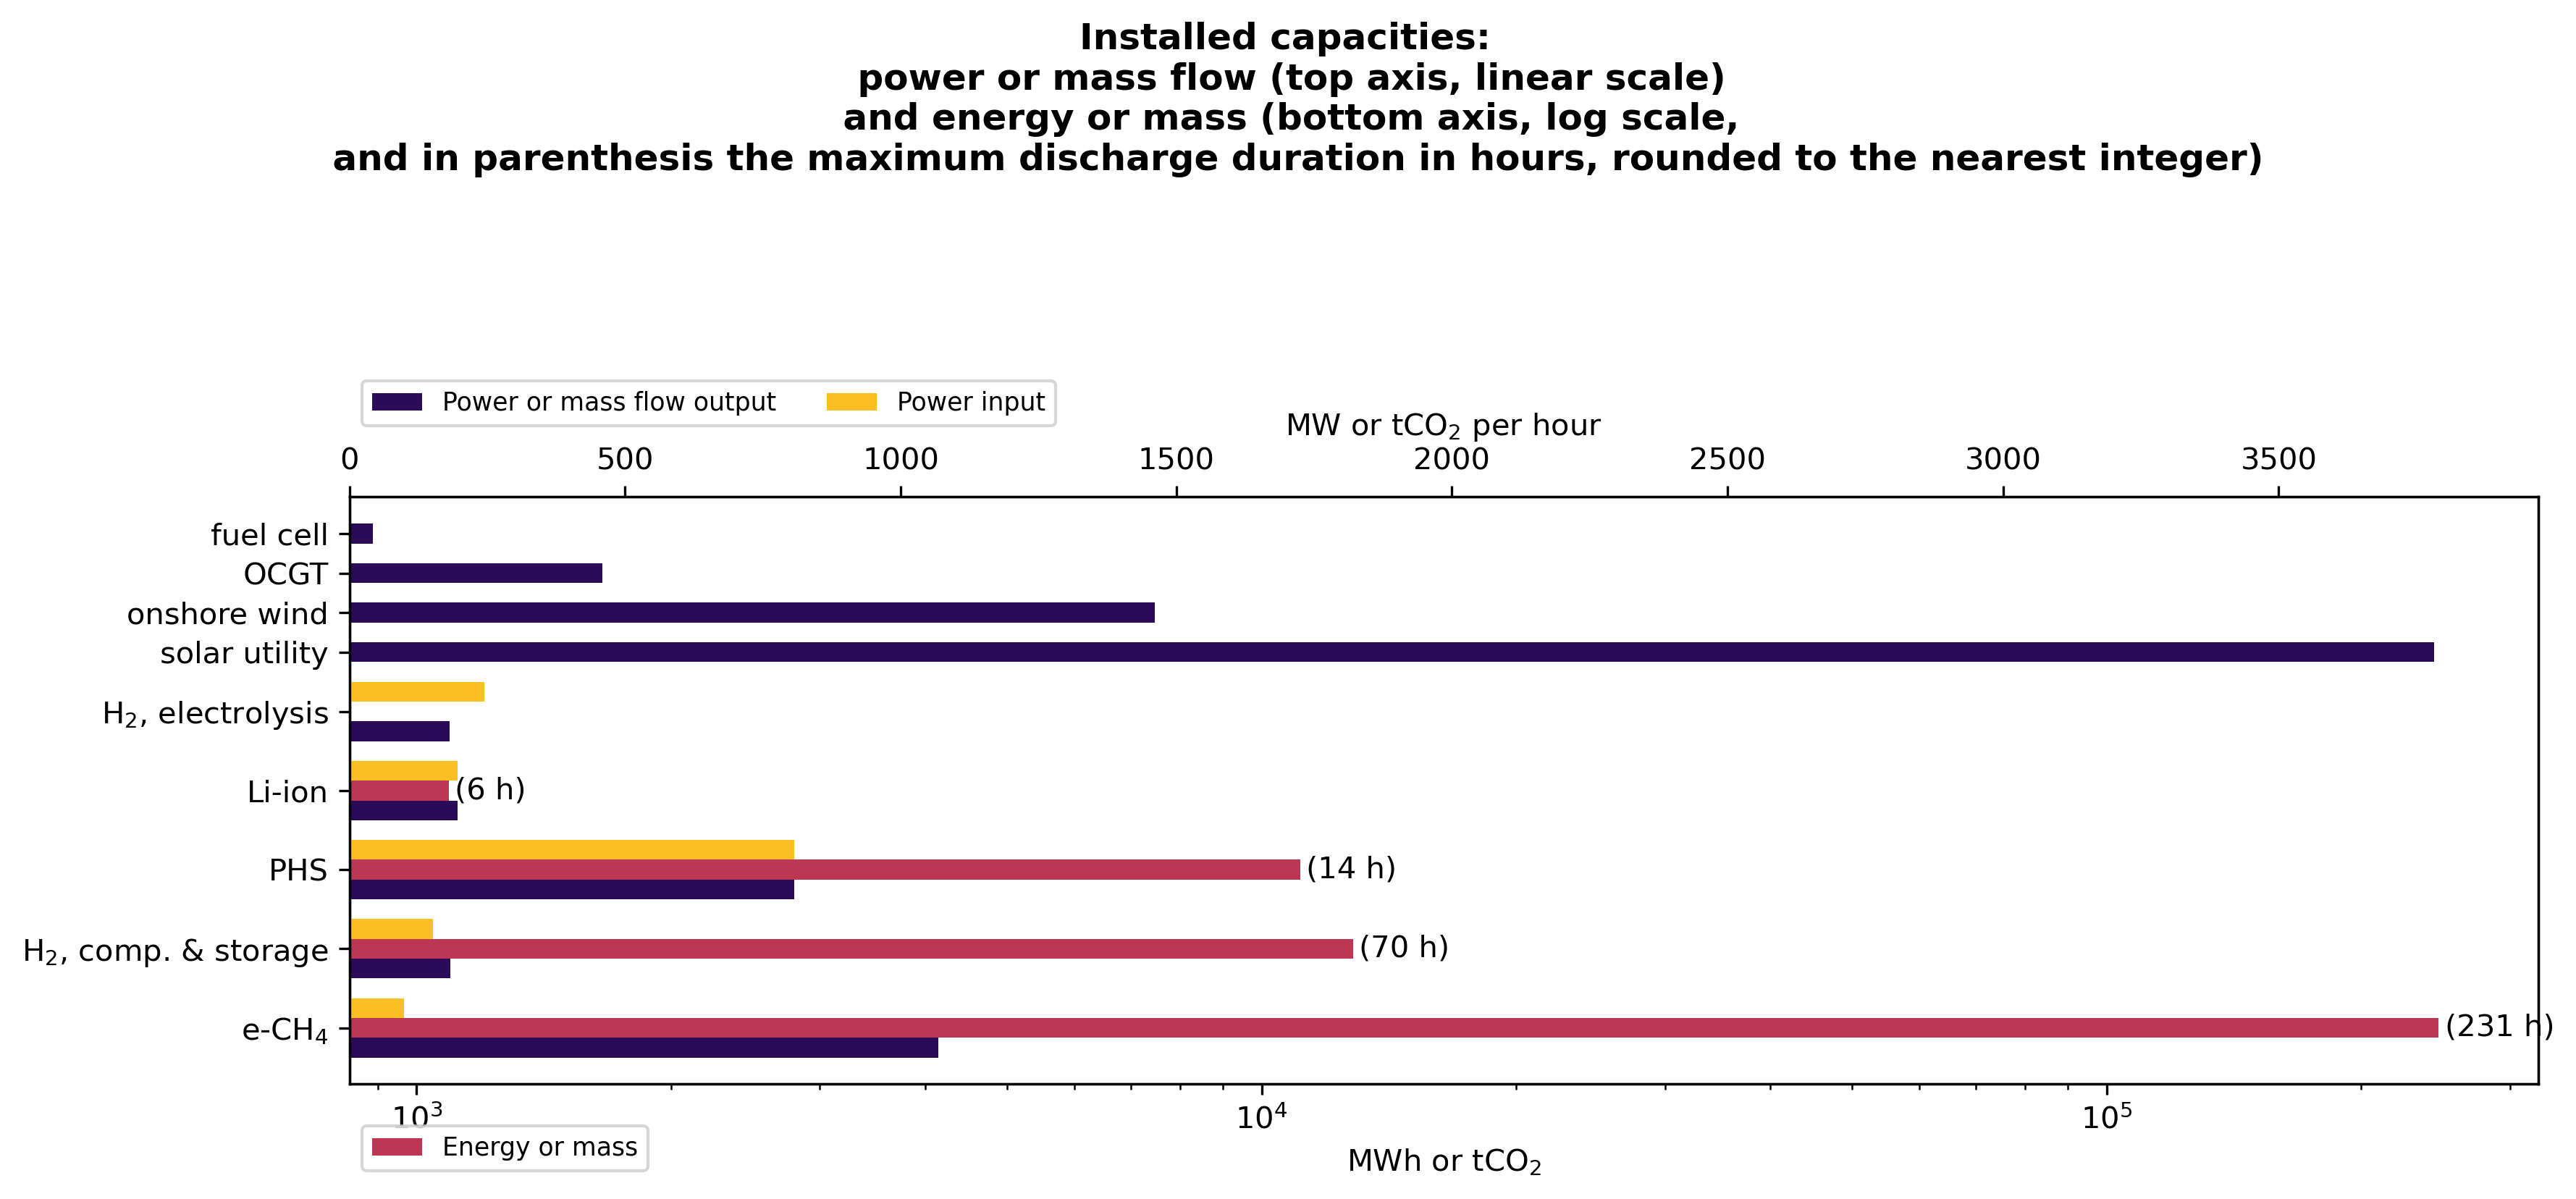 Installed capacities:
power or mass flow (top axis, linear scale)
and energy or mass (bottom axis, log scale,
and in parenthesis the maximum discharge duration in hours, rounded to the nearest integer)
Power or mass flow output Power input
MW or tCO₂ per hour
0 500 1000 1500 2000 2500 3000 3500
fuel cell
OCGT
onshore wind
solar utility
H₂, electrolysis
Li-ion (6 h)
PHS (14 h)
H₂, comp. & storage (70 h)
e-CH₄ (231 h)
10³ 10⁴ 10⁵
Energy or mass
MWh or tCO₂